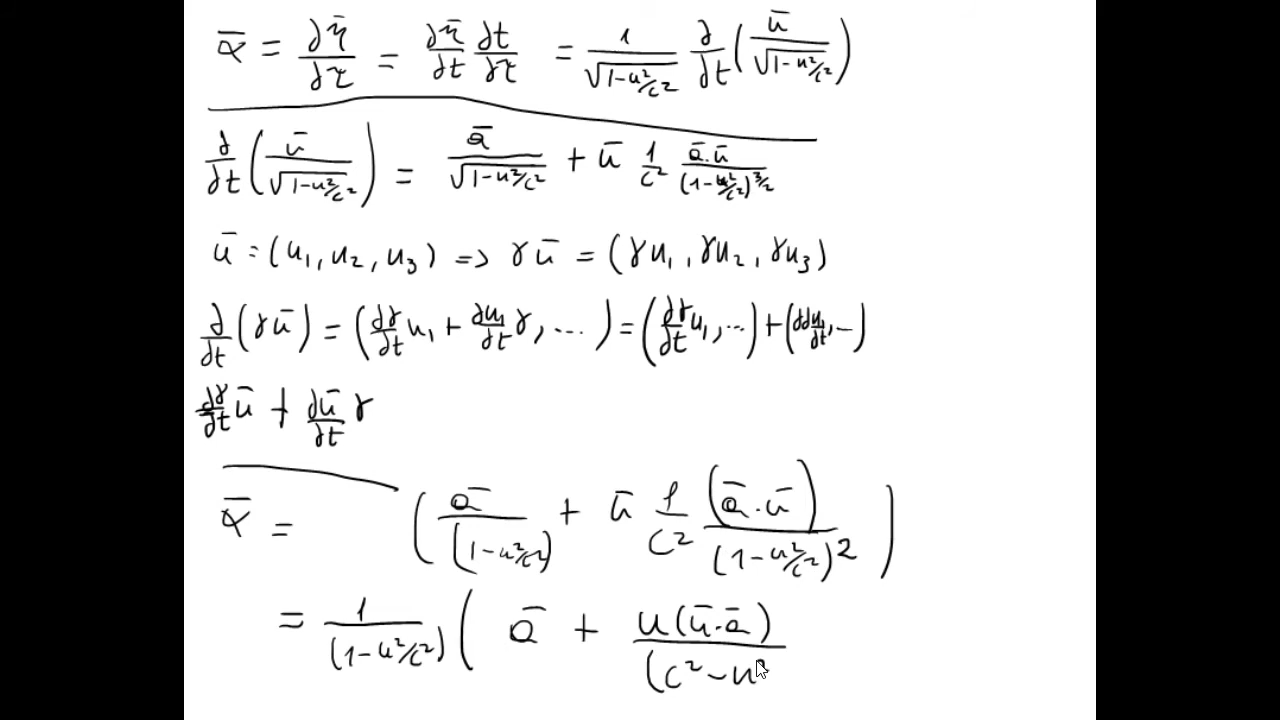 ᾱ = ∂η̄/∂τ = ∂η̄/∂t ∂t/∂τ = 1/√(1-u²/c²) ∂/∂t (ū/√(1-u²/c²))
∂/∂t (ū/√(1-u²/c²)) = ā/√(1-u²/c²) + ū 1/c² ā·ū/(1-u²/c²)^(3/2)
ū = (u₁, u₂, u₃) => γū = (γu₁, γu₂, γu₃)
∂/∂t (γū) = (∂γ/∂t u₁ + ∂u₁/∂t γ, ...) = (∂γ/∂t u₁, ...) + (γ∂u₁/∂t, ...)
∂γ/∂t ū + ∂ū/∂t γ
ᾱ = (ā/(1-u²/c²) + ū 1/c² (ā·ū)/(1-u²/c²)²)
= 1/(1-u²/c²) ( ā + u(ū·ā)/(c²-u²